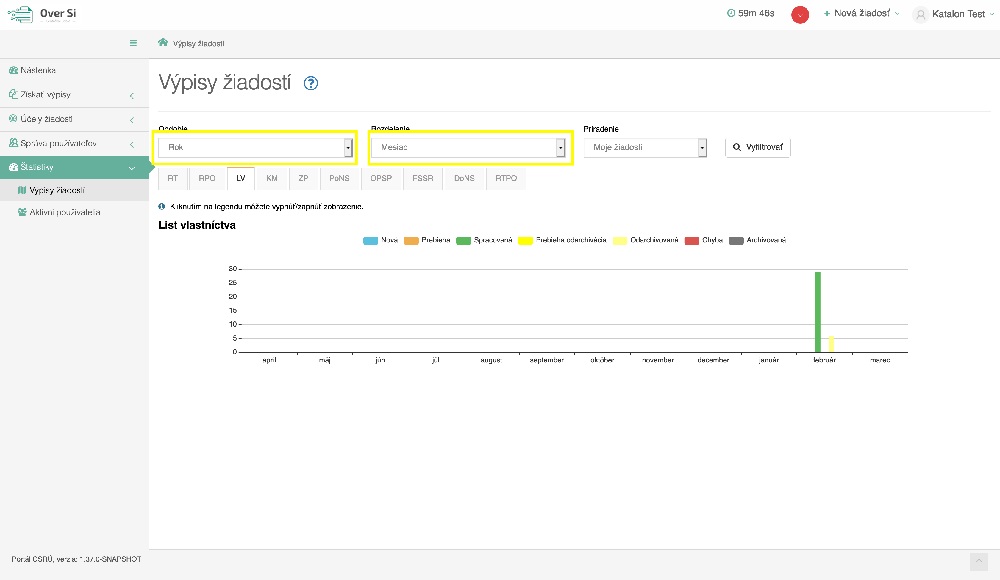 Over Si
Centrálne údaje
59m 46s
Nová žiadosť
Katalon Test
Výpisy žiadostí
Nástenka
Získať výpisy
Účely žiadostí
Správa používateľov
Štatistiky
Výpisy žiadostí
Aktívni používatelia
Výpisy žiadostí
Obdobie
Rozdelenie
Priradenie
Rok
Mesiac
Moje žiadosti
Vyfiltrovať
RT
RPO
LV
KM
ZP
PoNS
OPSP
FSSR
DoNS
RTPO
Kliknutím na legendu môžete vypnúť/zapnúť zobrazenie.
List vlastníctva
Nová
Prebieha
Spracovaná
Prebieha odarchivácia
Odarchivovaná
Chyba
Archivovaná
30
25
20
15
10
5
0
apríl
máj
jún
júl
august
september
október
november
december
január
február
marec
Portál CSRÚ, verzia: 1.37.0-SNAPSHOT